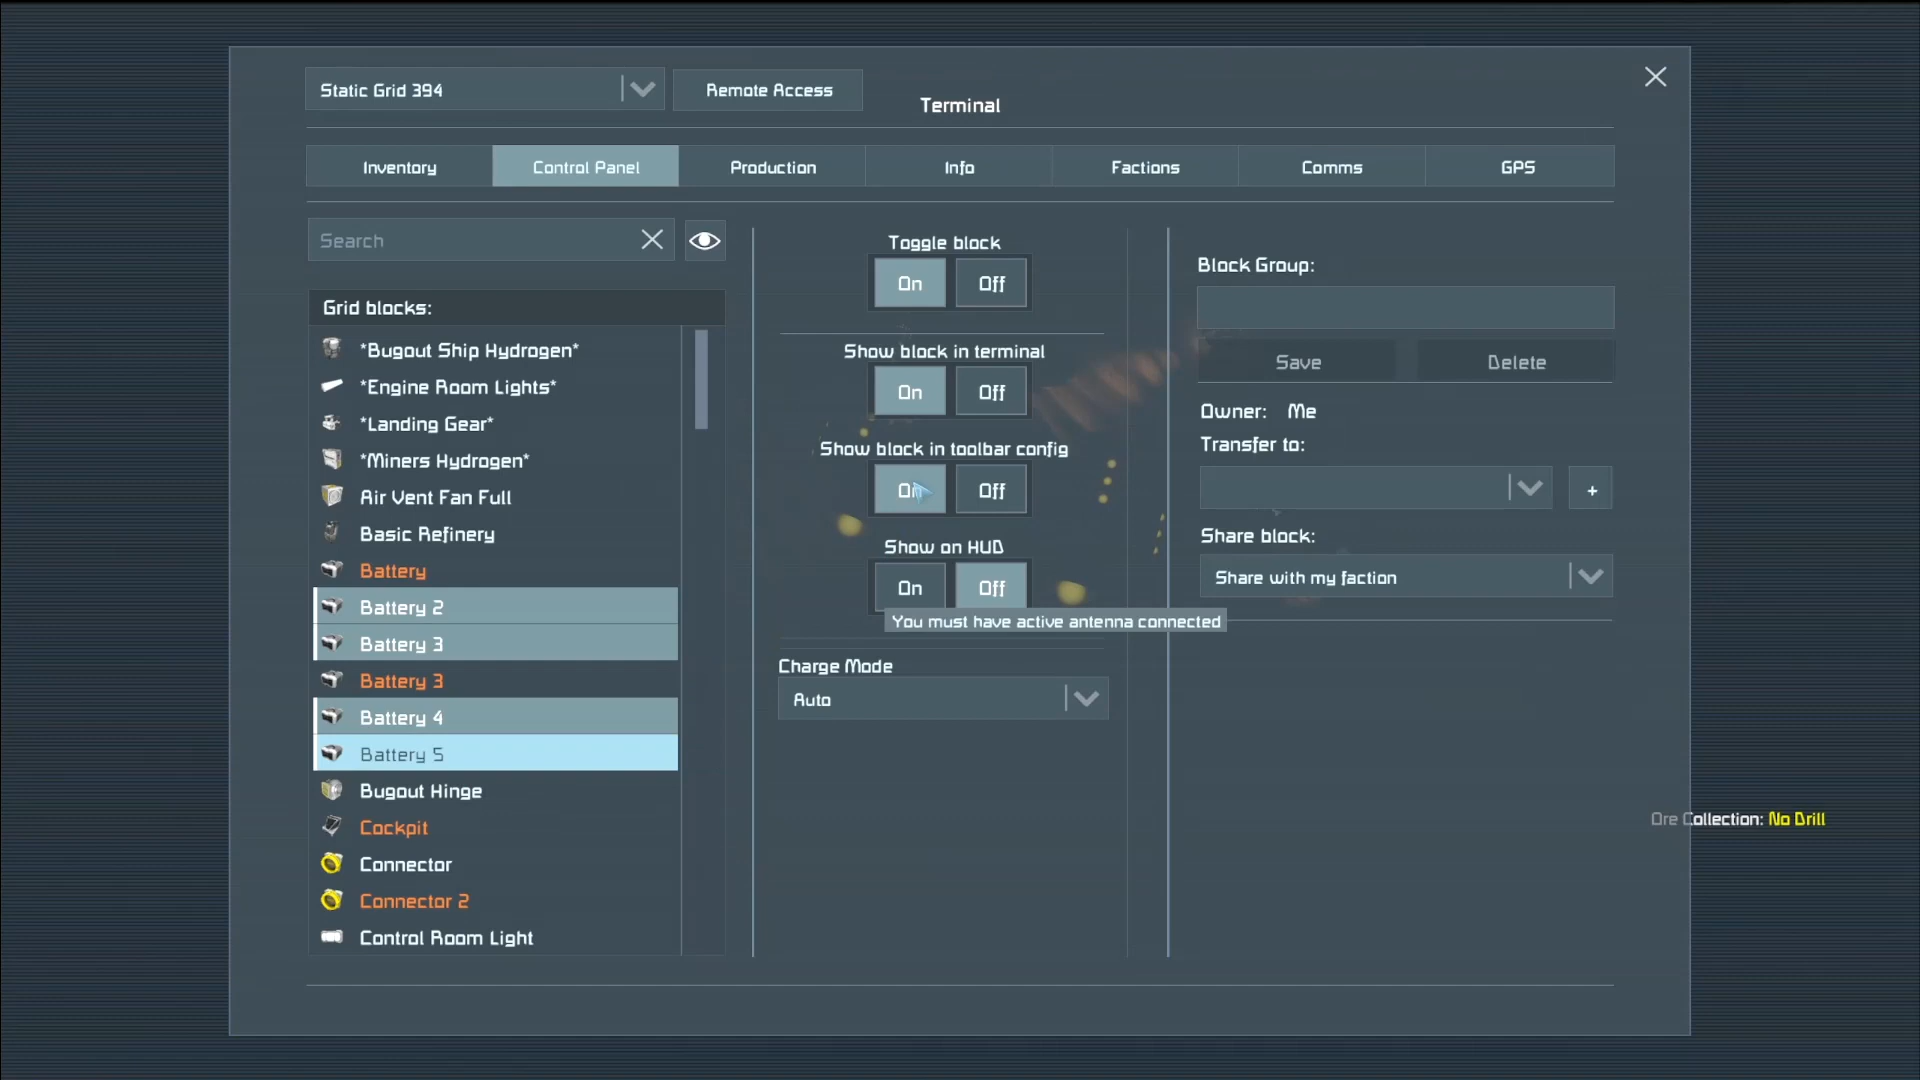 Static Grid 394
Remote Access
Terminal
Inventory
Control Panel
Production
Info
Factions
Comms
GPS
Search
Grid blocks:
*Bugout Ship Hydrogen*
*Engine Room Lights*
*Landing Gear*
*Miners Hydrogen*
Air Vent Fan Full
Basic Refinery
Battery
Battery 2
Battery 3
Battery 3
Battery 4
Battery 5
Bugout Hinge
Cockpit
Connector
Connector 2
Control Room Light
Toggle block
On
Off
Show block in terminal
On
Off
Show block in toolbar config
On
Off
Show on HUD
On
Off
You must have active antenna connected
Charge Mode
Auto
Block Group:
Save
Delete
Owner: Me
Transfer to:
+
Share block:
Share with my faction
Ore Collection: No Drill